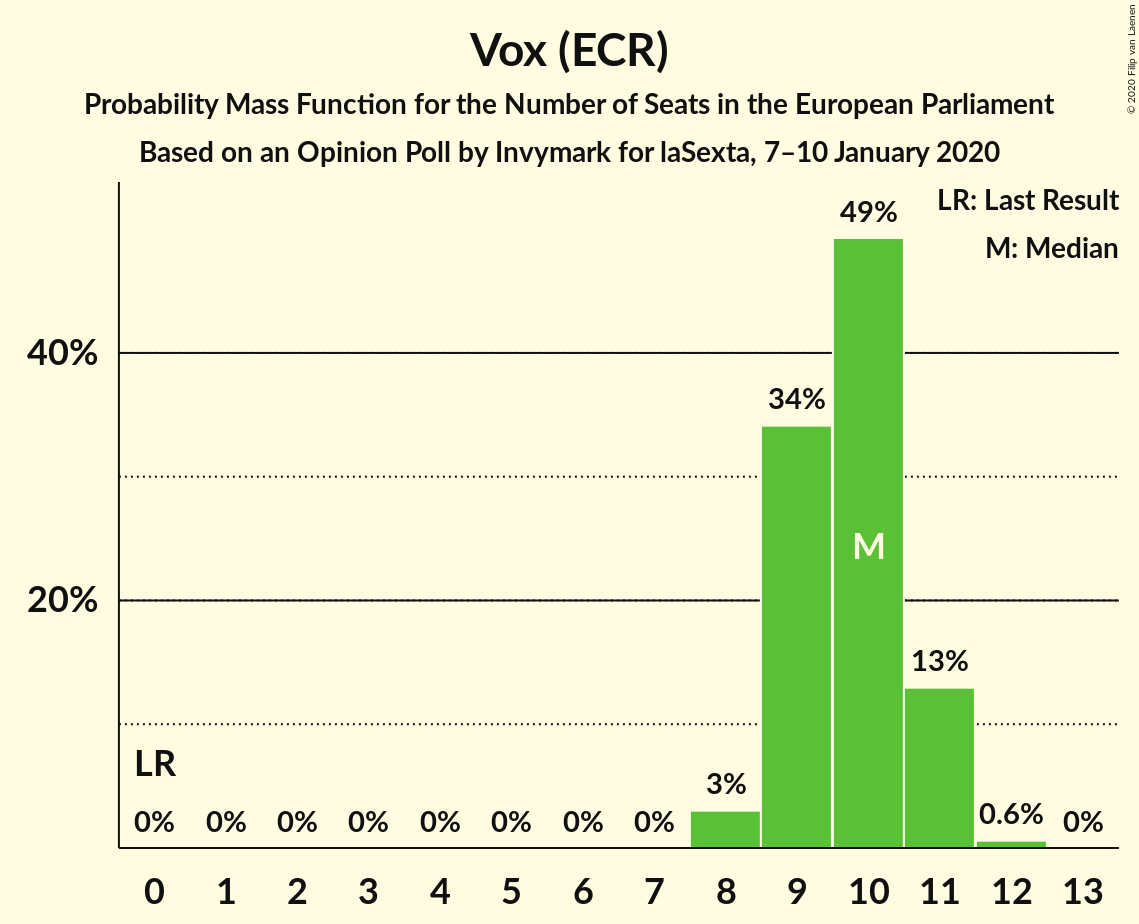 Vox (ECR)
Probability Mass Function for the Number of Seats in the European Parliament
Based on an Opinion Poll by Invymark for laSexta, 7–10 January 2020
© 2020 Filip van Laenen
LR: Last Result
M: Median
49%
40%
34%
M
20%
13%
LR
3%
0% 0% 0% 0% 0% 0% 0% 0% 0.6% 0%
0 1 2 3 4 5 6 7 8 9 10 11 12 13